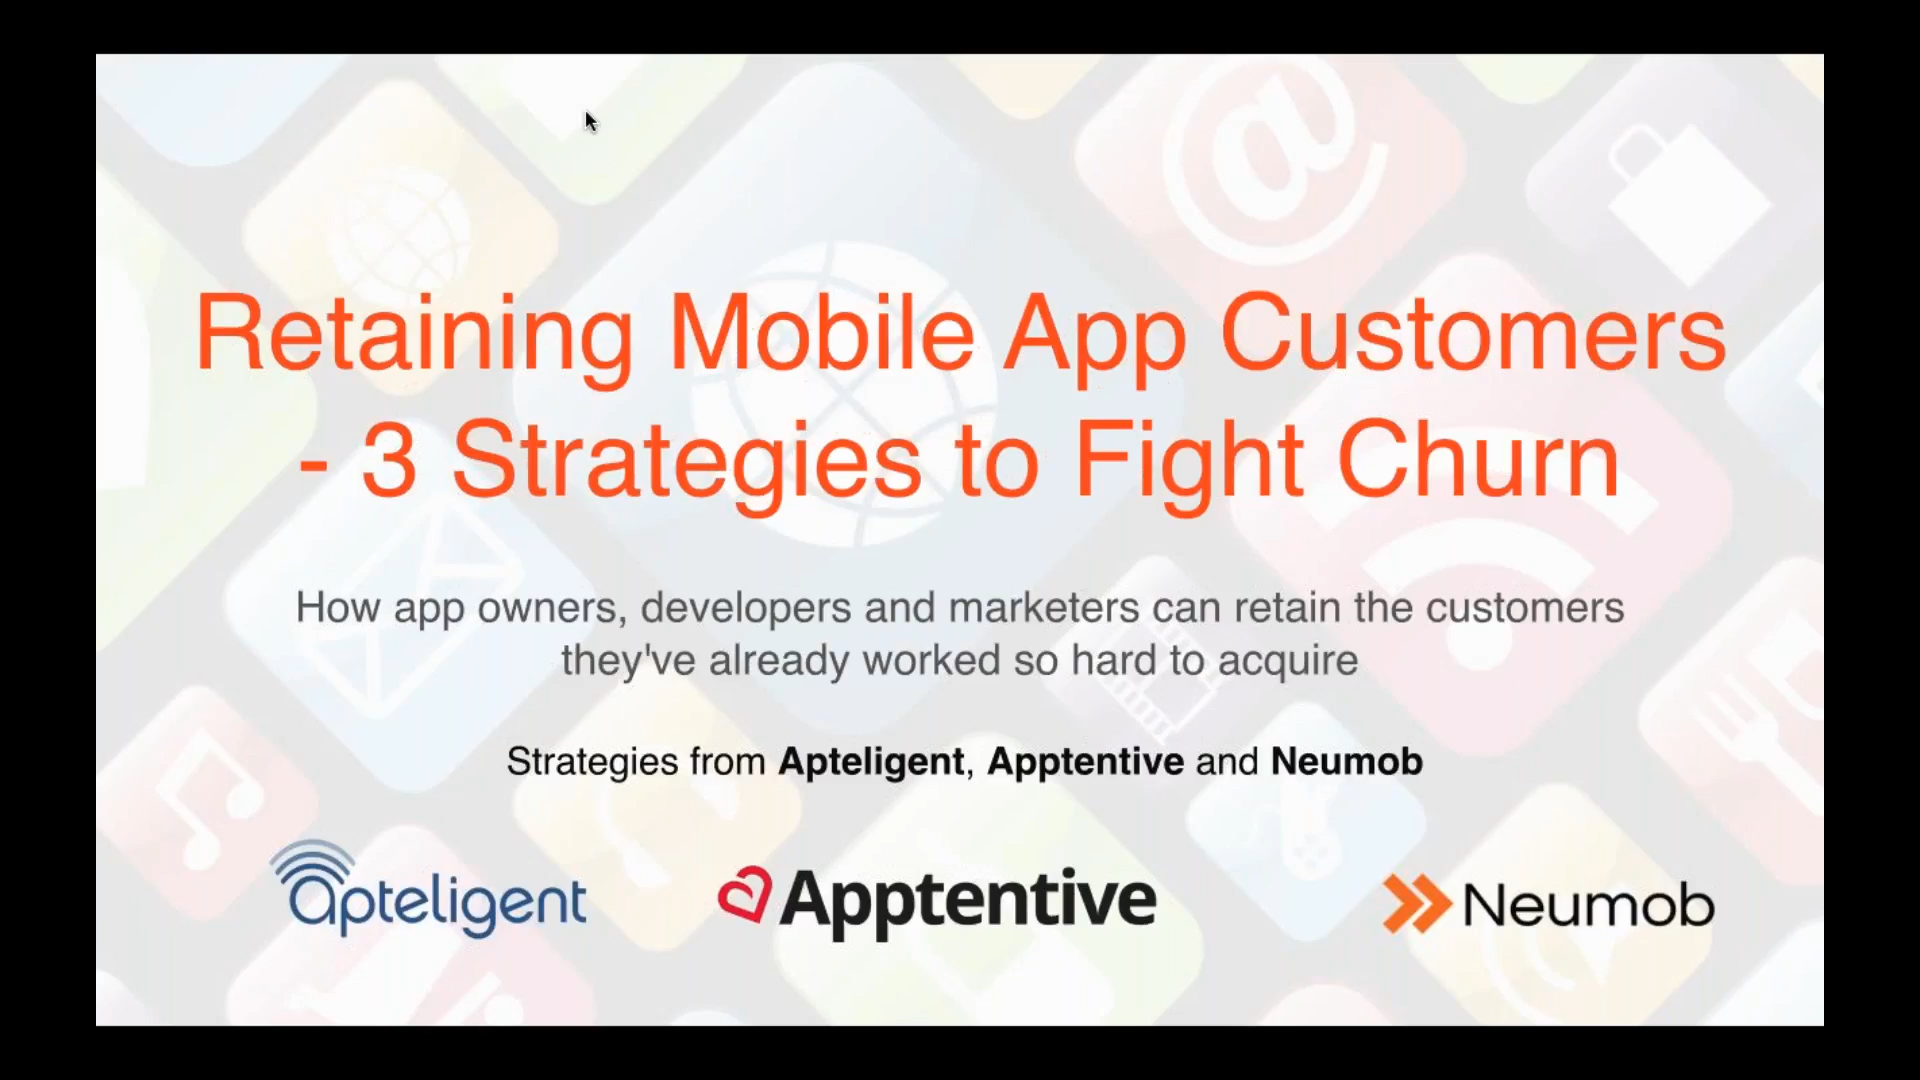 Retaining Mobile App Customers
- 3 Strategies to Fight Churn
How app owners, developers and marketers can retain the customers
they've already worked so hard to acquire
Strategies from Apteligent, Apptentive and Neumob
apteligent
Apptentive
Neumob